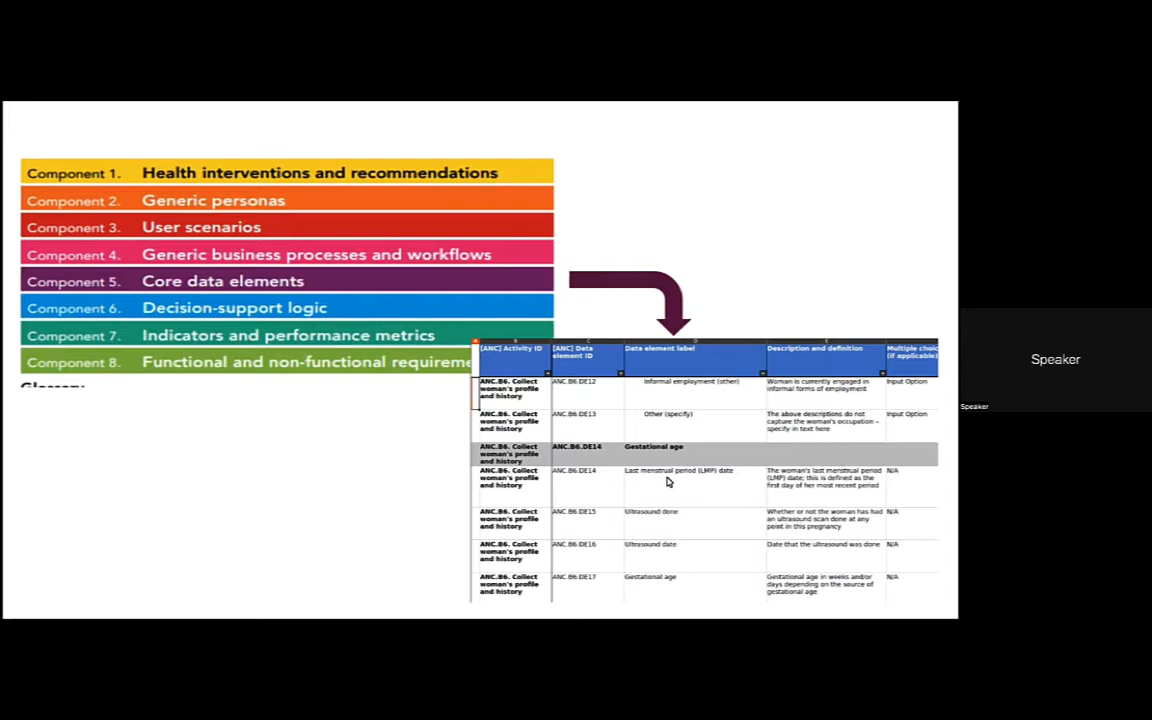 Component 1. Health interventions and recommendations
Component 2. Generic personas
Component 3. User scenarios
Component 4. Generic business processes and workflows
Component 5. Core data elements
Component 6. Decision-support logic
Component 7. Indicators and performance metrics
Component 8. Functional and non-functional requireme
Glossary
[ANC] Activity ID
[ANC] Data
element ID
Data element label
Description and definition
Multiple choic
(if applicable)
ANC.B6. Collect
woman's profile
and history
ANC.B6.DE12
Informal employment (other)
Woman is currently engaged in
informal forms of employment
Input Option
ANC.B6. Collect
woman's profile
and history
ANC.B6.DE13
Other (specify)
The above descriptions do not
capture the woman's occupation –
specify in text here
Input Option
ANC.B6. Collect
woman's profile
and history
ANC.B6.DE14
Gestational age
ANC.B6. Collect
woman's profile
and history
ANC.B6.DE14
Last menstrual period (LMP) date
The woman's last menstrual period
(LMP) date; this is defined as the
first day of her most recent period
N/A
ANC.B6. Collect
woman's profile
and history
ANC.B6.DE15
Ultrasound done
Whether or not the woman has had
an ultrasound scan done at any
point in this pregnancy
N/A
ANC.B6. Collect
woman's profile
and history
ANC.B6.DE16
Ultrasound date
Date that the ultrasound was done
N/A
ANC.B6. Collect
woman's profile
and history
ANC.B6.DE17
Gestational age
Gestational age in weeks and/or
days depending on the source of
gestational age
N/A
Speaker
Speaker